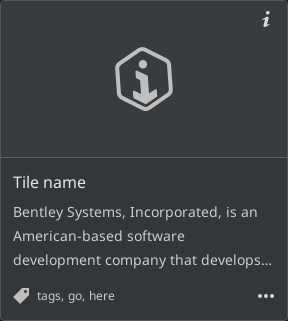 Tile name
Bentley Systems, Incorporated, is an
American-based software
development company that develops...
tags, go, here